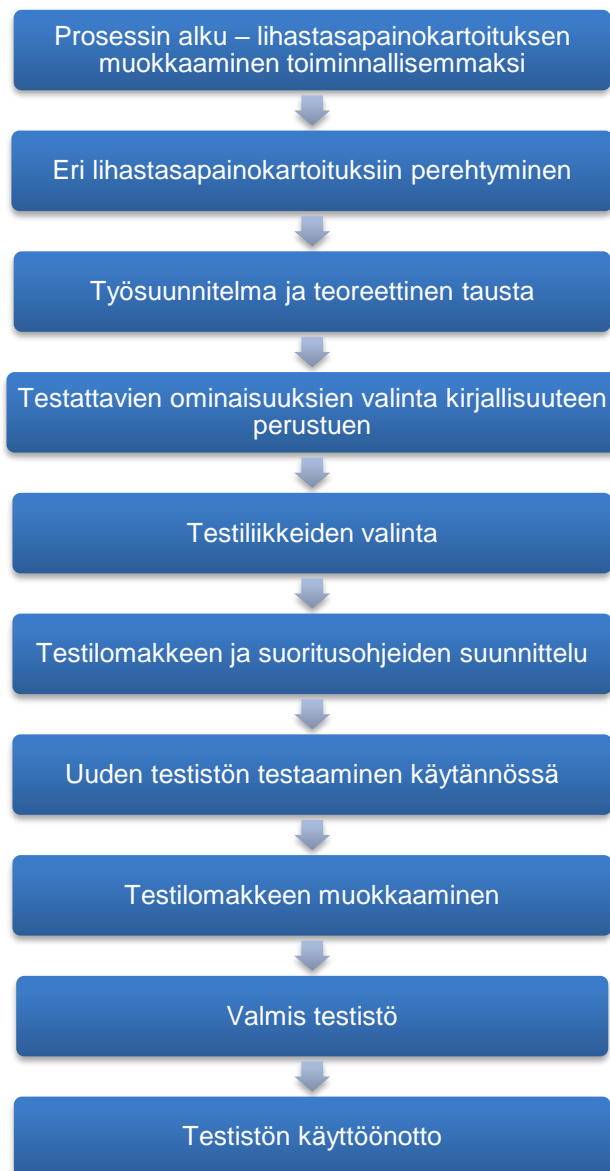 Prosessin alku – lihastasapainokartoituksen
muokkaaminen toiminnallisemmaksi
Eri lihastasapainokartoituksiin perehtyminen
Työsuunnitelma ja teoreettinen tausta
Testattavien ominaisuuksien valinta kirjallisuuteen
perustuen
Testiliikkeiden valinta
Testilomakkeen ja suoritusohjeiden suunnittelu
Uuden testistön testaaminen käytännössä
Testilomakkeen muokkaaminen
Valmis testistö
Testistön käyttöönotto